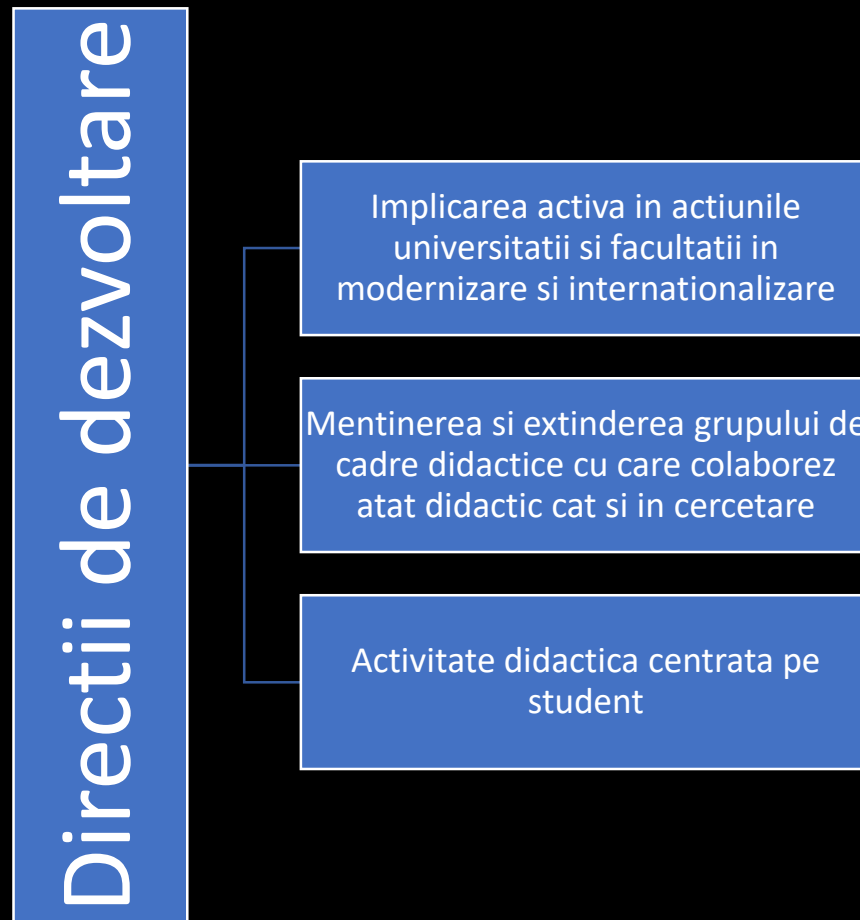 Directii de dezvoltare
Implicarea activa in actiunile
universitatii si facultatii in
modernizare si internationalizare
Mentinerea si extinderea grupului de
cadre didactice cu care colaborez
atat didactic cat si in cercetare
Activitate didactica centrata pe
student